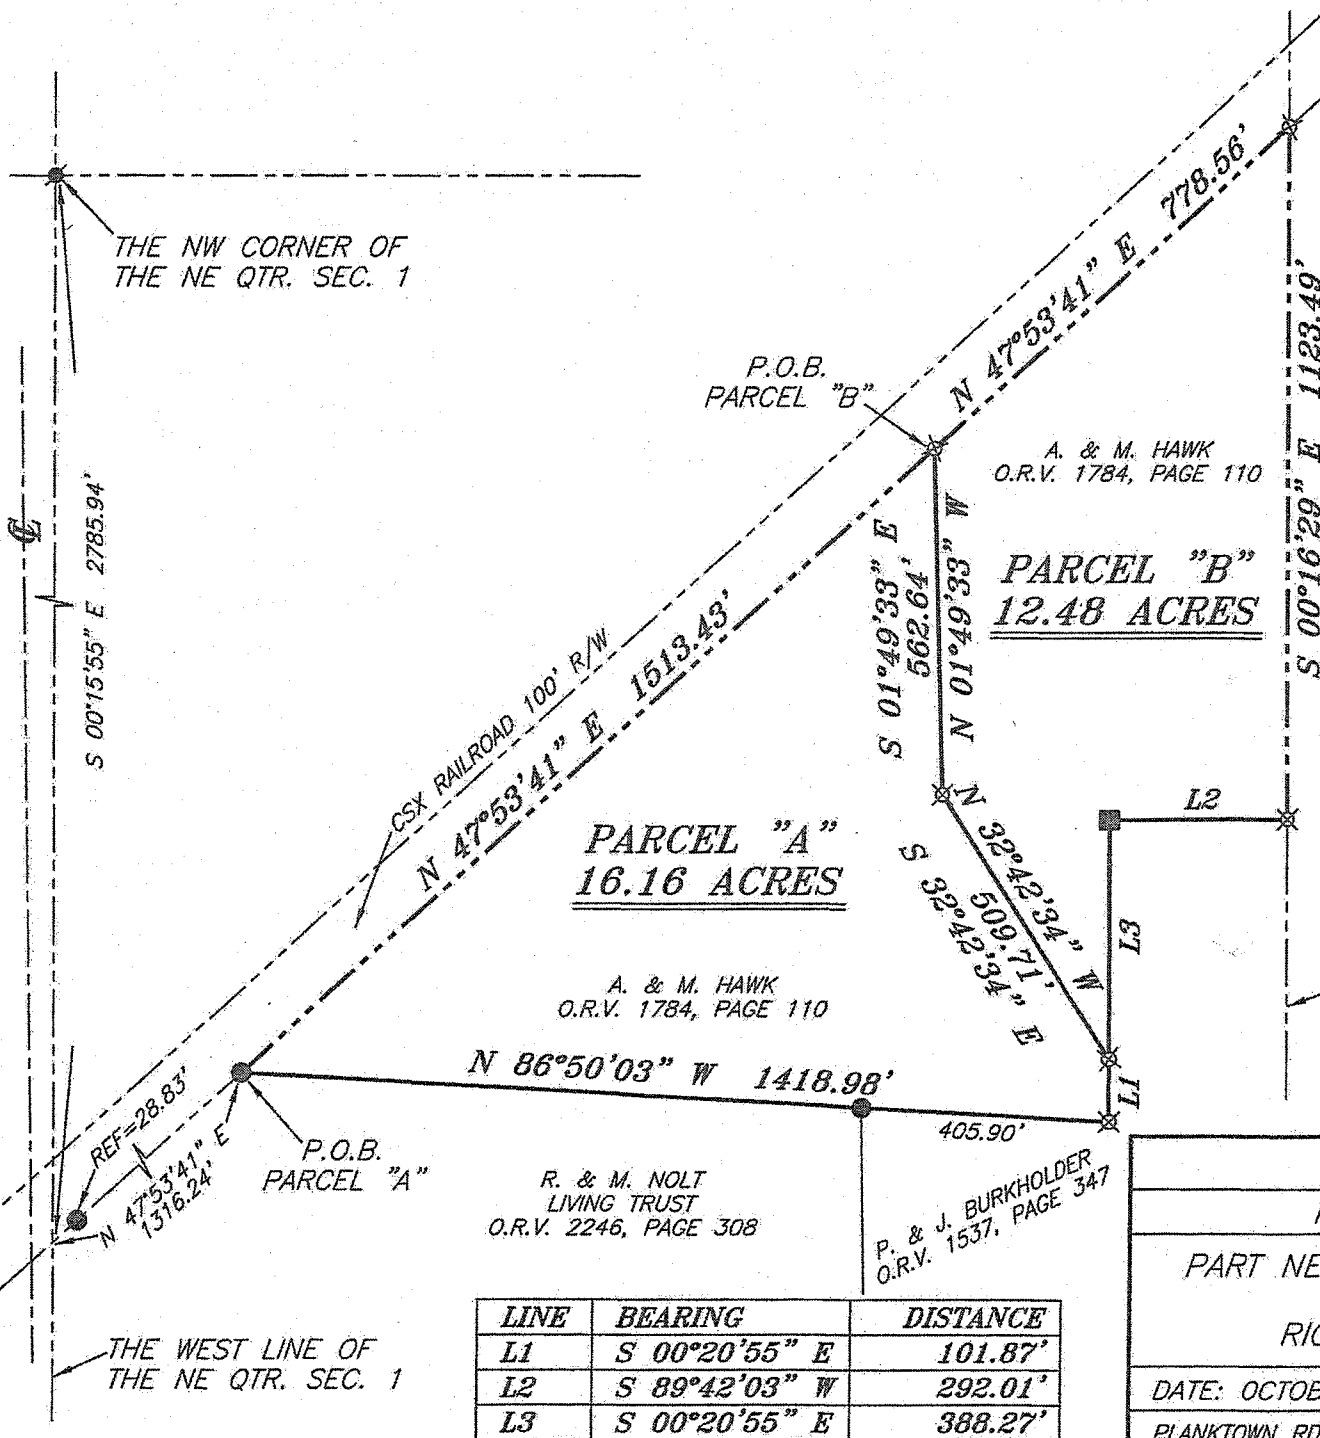 778.56'
N 47°53'41" E
THE NW CORNER OF
THE NE QTR. SEC. 1
P.O.B.
PARCEL "B"
A. & M. HAWK
O.R.V. 1784, PAGE 110
PARCEL "B"
12.48 ACRES
S 00°16'29" E 1123.49'
℄
S 00°15'55" E 2785.94'
S 01°49'33" E
562.64'
N 01°49'33" W
CSX RAILROAD 100' R/W
N 47°53'41" E 1513.43'
PARCEL "A"
16.16 ACRES
N 32°42'34" W
509.71'
S 32°42'34" E
L2
L3
A. & M. HAWK
O.R.V. 1784, PAGE 110
N 86°50'03" W 1418.98'
405.90'
L1
REF=28.83'
N 47°53'41" E
1316.24'
P.O.B.
PARCEL "A"
R. & M. NOLT
LIVING TRUST
O.R.V. 2246, PAGE 308
P. & J. BURKHOLDER
O.R.V. 1537, PAGE 347
THE WEST LINE OF
THE NE QTR. SEC. 1
LINE BEARING DISTANCE
L1 S 00°20'55" E 101.87'
L2 S 89°42'03" W 292.01'
L3 S 00°20'55" E 388.27'
PART NE
RIC
DATE: OCTOB
PLANKTOWN RD